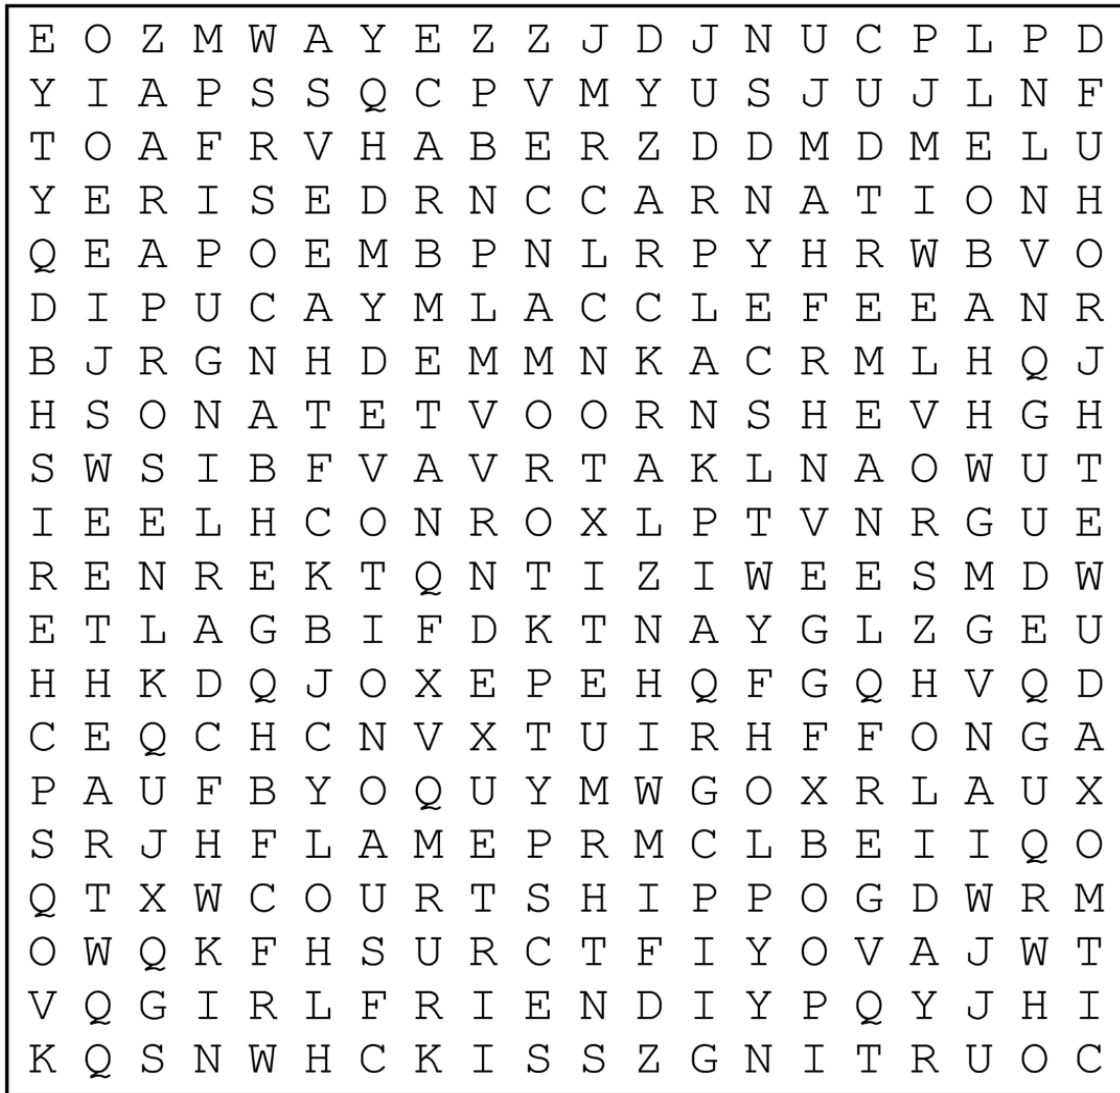 E O Z M W A Y E Z Z J D J N U C P L P D
Y I A P S S Q C P V M Y U S J U J L N F
T O A F R V H A B E R Z D D M D M E L U
Y E R I S E D R N C C A R N A T I O N H
Q E A P O E M B P N L R P Y H R W B V O
D I P U C A Y M L A C C L E F E E A N R
B J R G N H D E M M N K A C R M L H Q J
H S O N A T E T V O O R N S H E V H G H
S W S I B F V A V R T A K L N A O W U T
I E E L H C O N R O X L P T V N R G U E
R E N R E K T Q N T I Z I W E E S M D W
E T L A G B I F D K T N A Y G L Z G E U
H H K D Q J O X E P E H Q F G Q H V Q D
C E Q C H C N V X T U I R H F F O N G A
P A U F B Y O Q U Y M W G O X R L A U X
S R J H F L A M E P R M C L B E I I Q O
Q T X W C O U R T S H I P P O G D W R M
O W Q K F H S U R C T F I Y O V A J W T
V Q G I R L F R I E N D I Y P Q Y J H I
K Q S N W H C K I S S Z G N I T R U O C